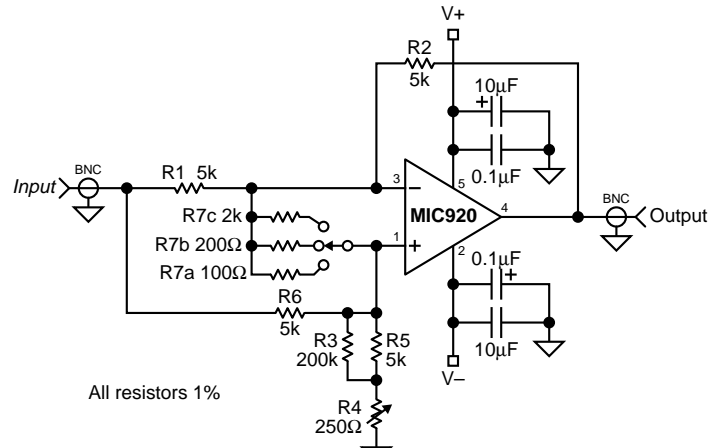 V+
R2
5k
10µF
+
BNC
R1 5k
0.1µF
Input
3
−
5
BNC
R7c 2k
MIC920
4
Output
R7b 200Ω
1
+
2
R7a 100Ω
0.1µF
+
R6
5k
R3
200k
R5
5k
10µF
V−
All resistors 1%
R4
250Ω